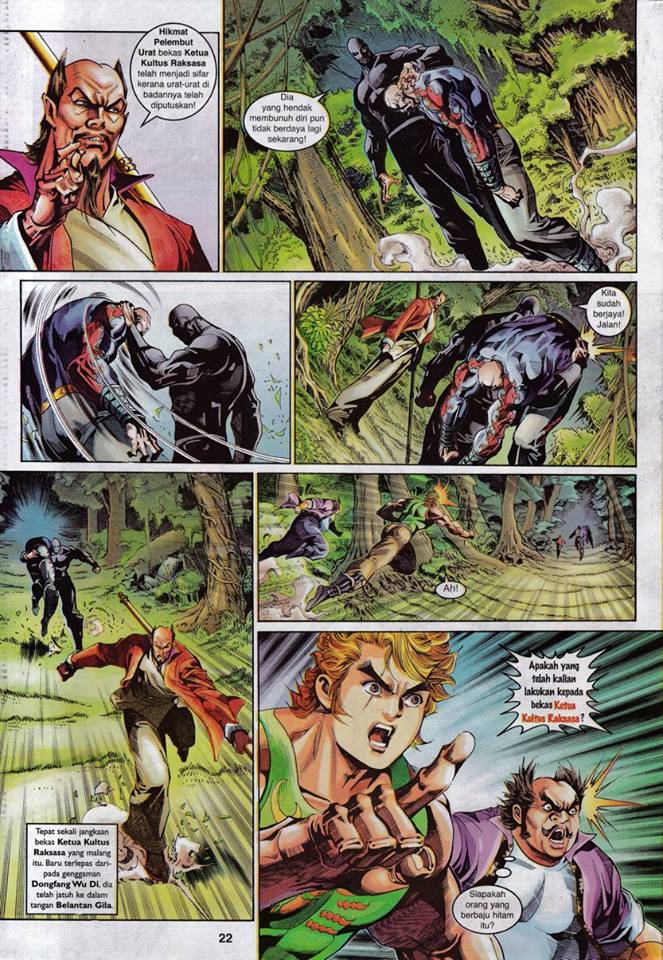 Hikmat
Pelembut
Urat bekas Ketua
Kultus Raksasa
telah menjadi sifar
kerana urat-urat di
badannya telah
diputuskan!
Dia
yang hendak
membunuh diri pun
tidak berdaya lagi
sekarang!
Kita
sudah
berjaya!
Jalan!
Tepat sekali jangkaan
bekas Ketua Kultus
Raksasa yang malang
itu. Baru terlepas dari-
pada genggaman
Dongfang Wu Di, dia
telah jatuh ke dalam
tangan Belantan Gila.
Ah!
Apakah yang
telah kalian
lakukan kepada
bekas Ketua
Kultus Raksasa?
Siapakah
orang yang
berbaju hitam
itu?
22